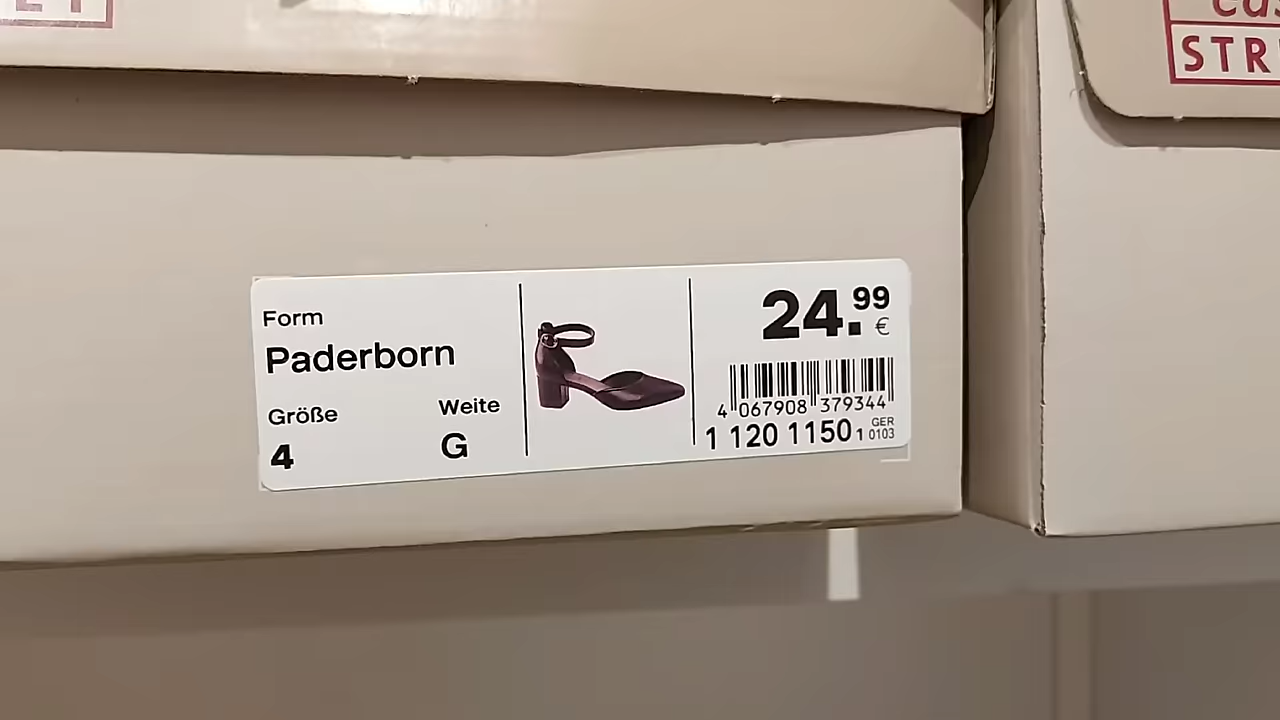 STR
Form
Paderborn
Größe
Weite
4
G
24.99
€
4 067908 379344
1 120 1150 1
GER
0103